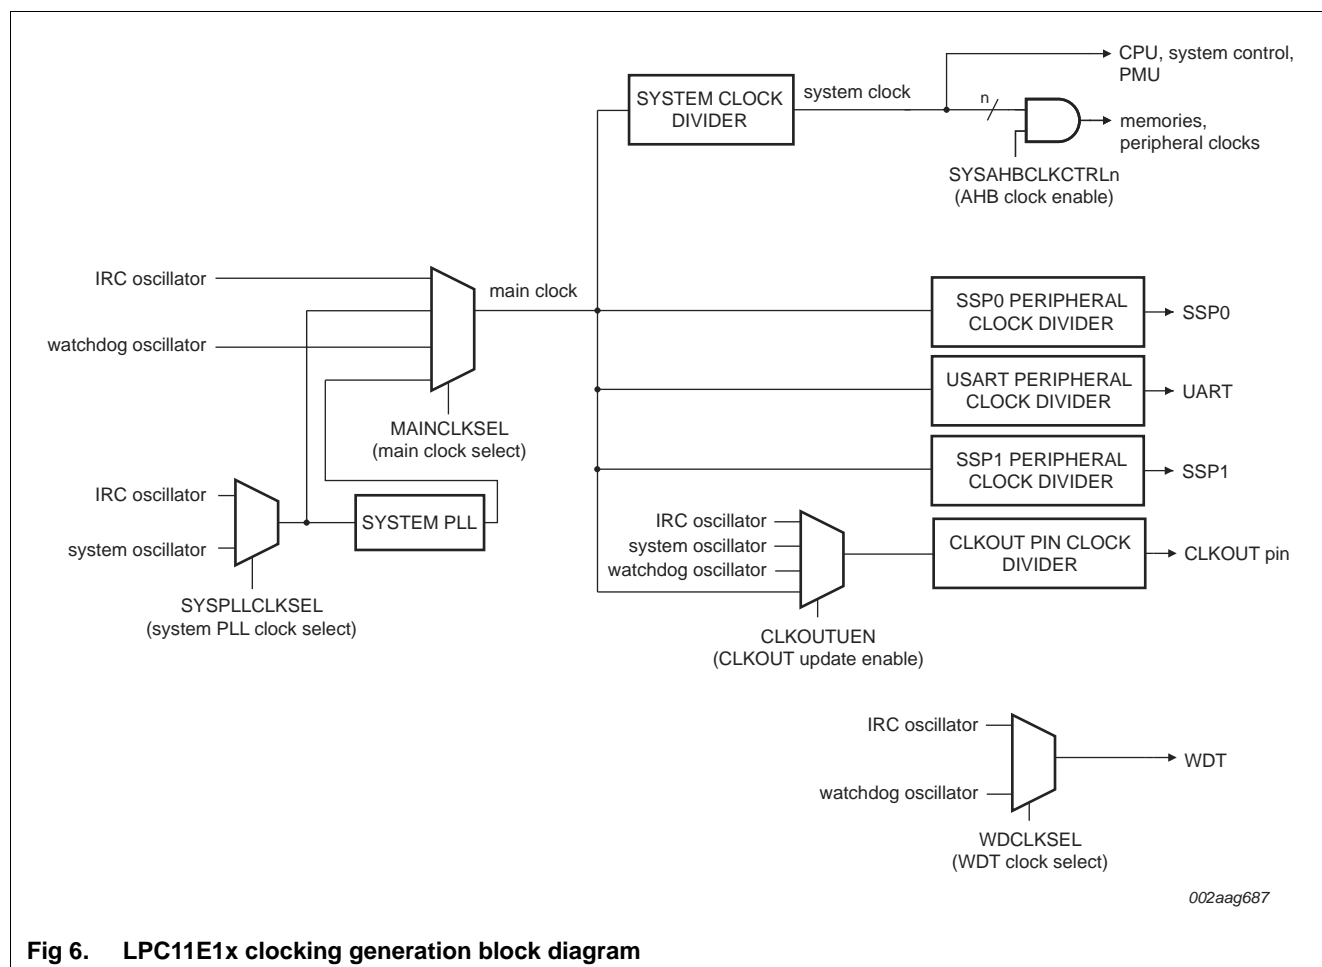 CPU, system control,
PMU
SYSTEM CLOCK
DIVIDER
system clock
n
memories,
peripheral clocks
SYSAHBCLKCTRLn
(AHB clock enable)
IRC oscillator
main clock
watchdog oscillator
SSP0 PERIPHERAL
CLOCK DIVIDER
SSP0
USART PERIPHERAL
CLOCK DIVIDER
UART
MAINCLKSEL
(main clock select)
SSP1 PERIPHERAL
CLOCK DIVIDER
SSP1
IRC oscillator
system oscillator
SYSTEM PLL
SYSPLLCLKSEL
(system PLL clock select)
IRC oscillator
system oscillator
watchdog oscillator
CLKOUT PIN CLOCK
DIVIDER
CLKOUT pin
CLKOUTUEN
(CLKOUT update enable)
IRC oscillator
watchdog oscillator
WDT
WDCLKSEL
(WDT clock select)
002aag687
Fig 6. LPC11E1x clocking generation block diagram